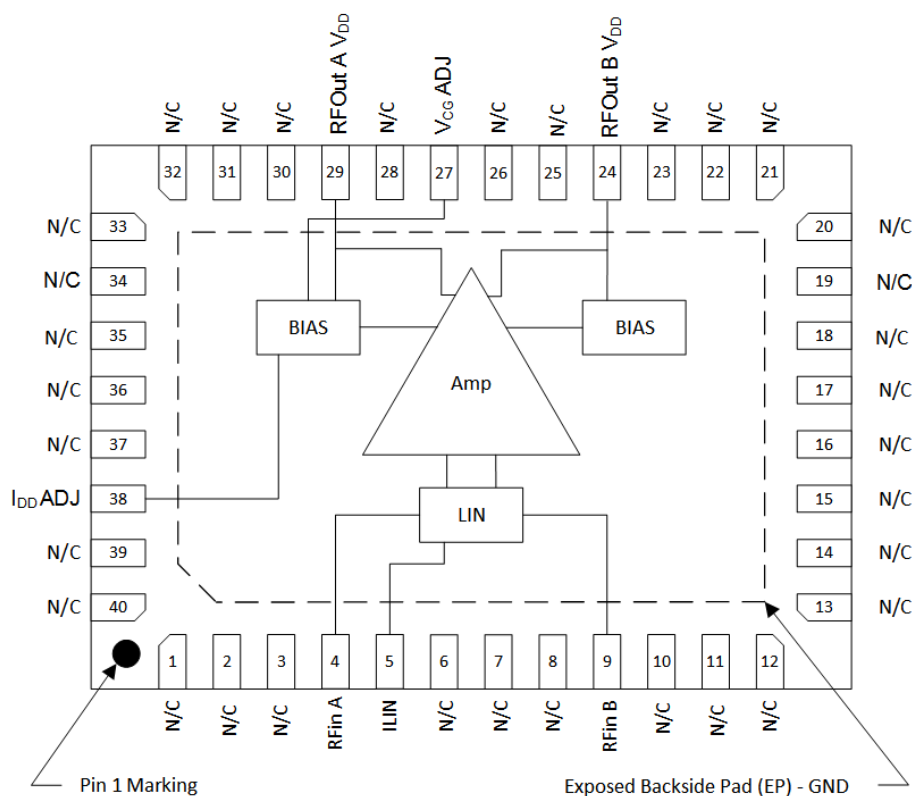 N/C
N/C
N/C
RFOut A VDD
N/C
VCG ADJ
N/C
N/C
RFOut B VDD
N/C
N/C
N/C
32
31
30
29
28
27
26
25
24
23
22
21
N/C 33
20 N/C
N/C 34
19 N/C
N/C 35
BIAS
BIAS
18 N/C
N/C 36
Amp
17 N/C
N/C 37
16 N/C
IDD ADJ 38
LIN
15 N/C
N/C 39
14 N/C
N/C 40
13 N/C
1
2
3
4
5
6
7
8
9
10
11
12
N/C
N/C
N/C
RFin A
ILIN
N/C
N/C
N/C
RFin B
N/C
N/C
N/C
Pin 1 Marking
Exposed Backside Pad (EP) - GND